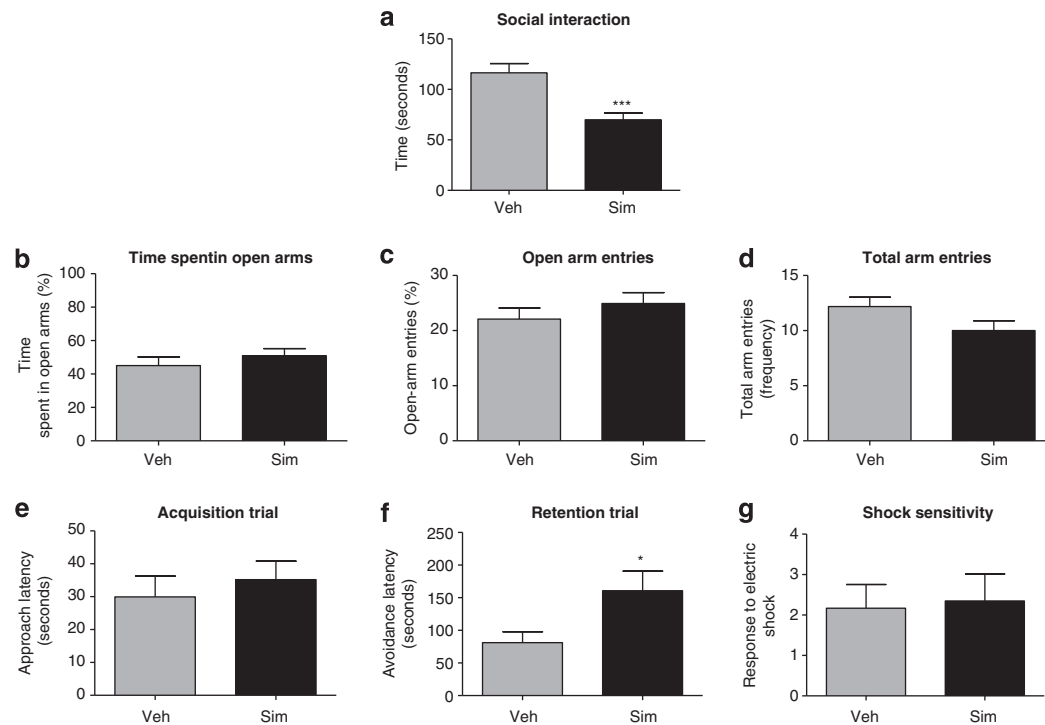 a Social interaction
150
100
50
0
Time (seconds)
***
Veh Sim
b Time spentin open arms
100
80
60
40
20
0
Time
spent in open arms (%)
Veh Sim
c Open arm entries
30
20
10
0
Open-arm entries (%)
Veh Sim
d Total arm entries
15
10
5
0
Total arm entries
(frequency)
Veh Sim
e Acquisition trial
50
40
30
20
10
0
Approach latency
(seconds)
Veh Sim
f Retention trial
250
200
150
100
50
0
Avoidance latency
(seconds)
*
Veh Sim
g Shock sensitivity
4
3
2
1
0
Response to electric
shock
Veh Sim